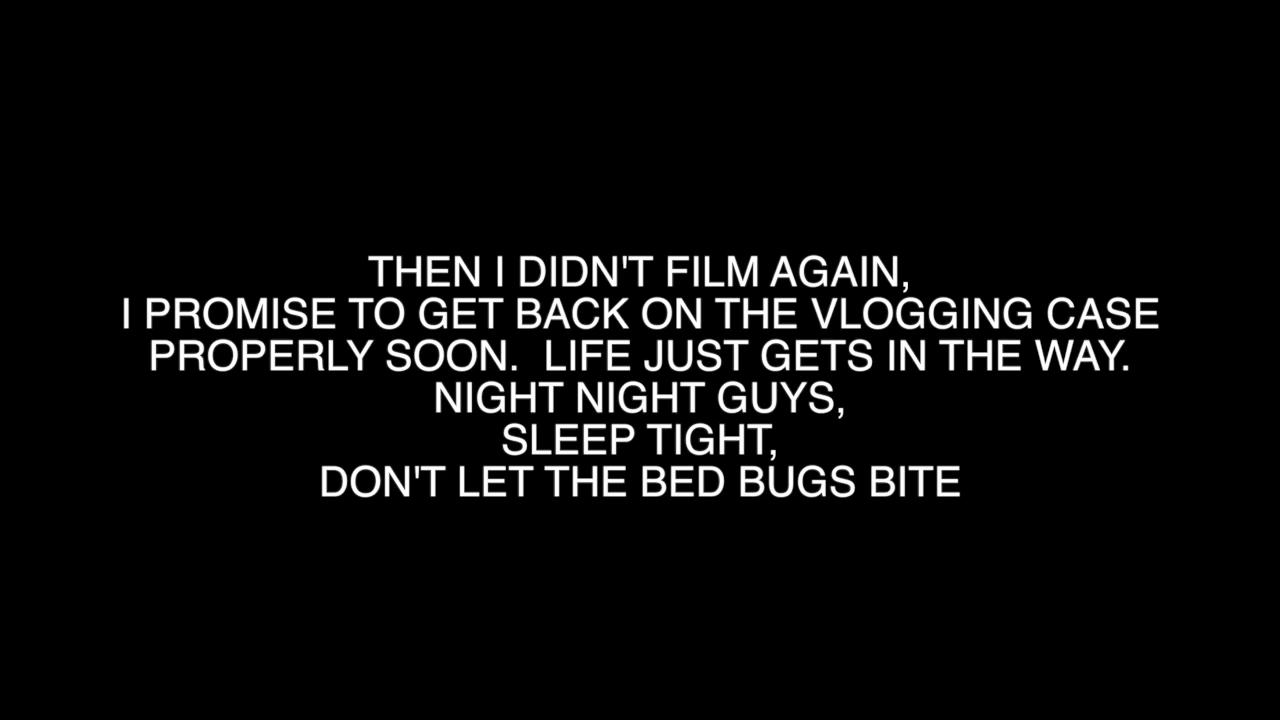 THEN I DIDN'T FILM AGAIN,
I PROMISE TO GET BACK ON THE VLOGGING CASE
PROPERLY SOON.  LIFE JUST GETS IN THE WAY.
NIGHT NIGHT GUYS,
SLEEP TIGHT,
DON'T LET THE BED BUGS BITE